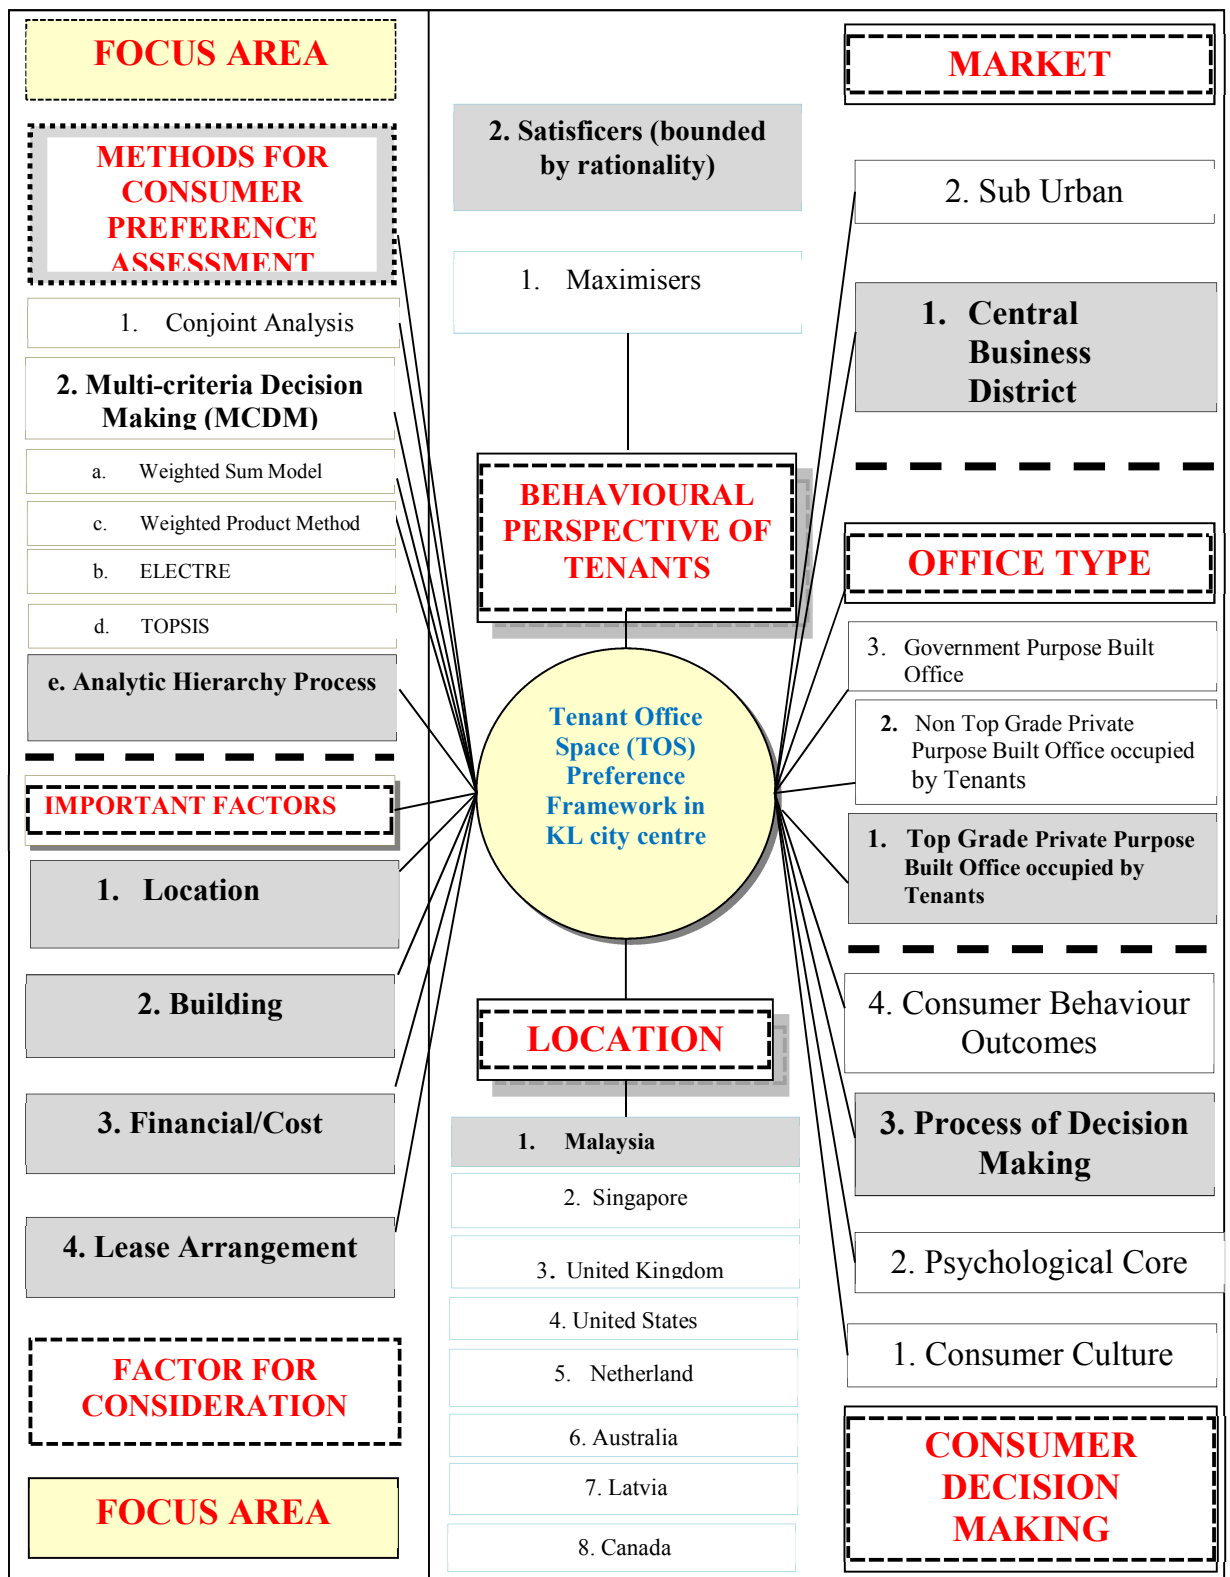 FOCUS AREA
METHODS FOR
CONSUMER
PREFERENCE
ASSESSMENT
1. Conjoint Analysis
2. Multi-criteria Decision
Making (MCDM)
a. Weighted Sum Model
c. Weighted Product Method
b. ELECTRE
d. TOPSIS
e. Analytic Hierarchy Process
IMPORTANT FACTORS
1. Location
2. Building
3. Financial/Cost
4. Lease Arrangement
FACTOR FOR
CONSIDERATION
FOCUS AREA
2. Satisficers (bounded
by rationality)
1. Maximisers
BEHAVIOURAL
PERSPECTIVE OF
TENANTS
Tenant Office
Space (TOS)
Preference
Framework in
KL city centre
LOCATION
1. Malaysia
2. Singapore
3. United Kingdom
4. United States
5. Netherland
6. Australia
7. Latvia
8. Canada
MARKET
2. Sub Urban
1. Central
Business
District
OFFICE TYPE
3. Government Purpose Built
Office
2. Non Top Grade Private
Purpose Built Office occupied
by Tenants
1. Top Grade Private Purpose
Built Office occupied by
Tenants
4. Consumer Behaviour
Outcomes
3. Process of Decision
Making
2. Psychological Core
1. Consumer Culture
CONSUMER
DECISION
MAKING